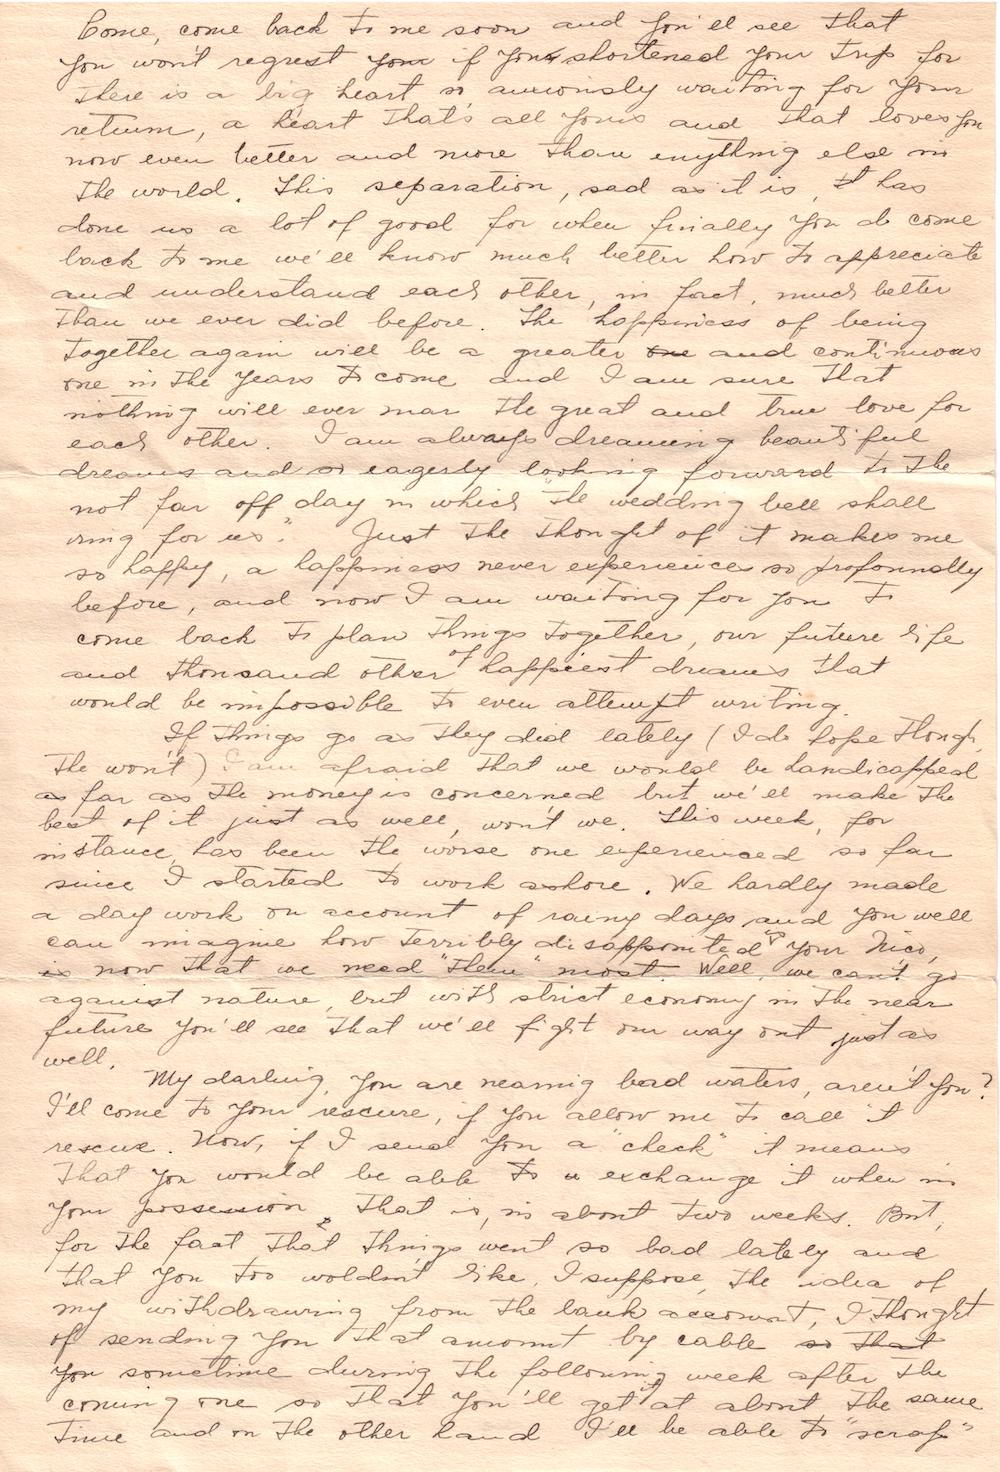 Come, come back to me soon and you'll see that
you won't regrest your if your shortened your trip for
there is a big heart so anxiously waiting for your
return, a heart that's all yours and that loves you
now even better and more than enything else in
the world. This separation, sad as it is, it has
done us a lot of good for when finally you do come
back to me we'll know much better how to appreciate
and understand each other, in fact, much better
than we ever did before. The happiness of being
together again will be a greater one and continuous
one in the years to come and I am sure that
nothing will ever mar the great and true love for
each other. I am always dreaming beautiful
dreams and so eagerly looking forward to the
not far off day in which "the wedding bell shall
ring for us". Just the thought of it makes me
so happy, a happiness never experience so profoundly
before, and now I am waiting for you to
come back to plan things together, our future life
and thousand other of happiest dreams that
would be impossible to even attempt writing.
If things go as they did lately (I do hope though,
the won't) I am afraid that we would be handicapped
as far as the money is concerned but we'll make the
best of it just as well, won't we. This week, for
instance, has been the worse one experienced so far
since I started to work ashore. We hardly made
a day work on account of rainy days and you well
can imagine how terribly disappointed is your Nico,
is now that we need "them" most. Well, we can't go
against nature, but with strict economy in the near
future you'll see that we'll fight our way out just as
well.
My darling, you are nearing bad waters, aren't you?
I'll come to your rescure, if you allow me to call it
rescue. Now, if I send you a "check" it means
that you would be able to exchange it when in
your possession, that is, in about two weeks. But,
for the fact that things went so bad lately and
that you too woldn't like, I suppose, the idea of
my withdrawing from the bank account, I thought
of sending you that amount by cable so that
you sometime during the following week after the
coming one so that you'll get it at about the same
time and on the other hand I'll be able to "scrap"